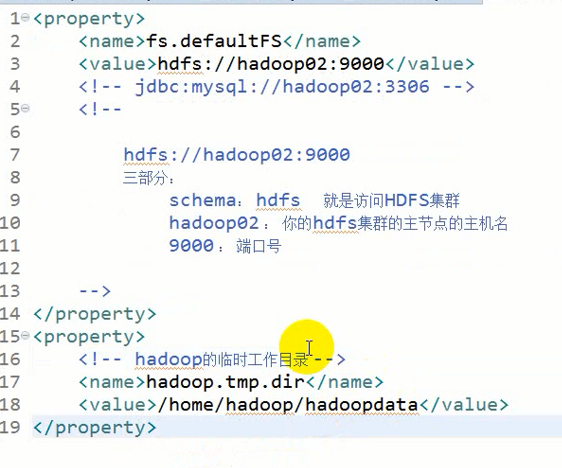 1 <property>
2 <name>fs.defaultFS</name>
3 <value>hdfs://hadoop02:9000</value>
4 <!-- jdbc:mysql://hadoop02:3306 -->
5 <!--
6
7 hdfs://hadoop02:9000
8 三部分:
9 schema: hdfs 就是访问HDFS集群
10 hadoop02 : 你的hdfs集群的主节点的主机名
11 9000 : 端口号
12
13 -->
14 </property>
15 <property>
16 <!-- hadoop的临时工作目录 -->
17 <name>hadoop.tmp.dir</name>
18 <value>/home/hadoop/hadoopdata</value>
19 </property>